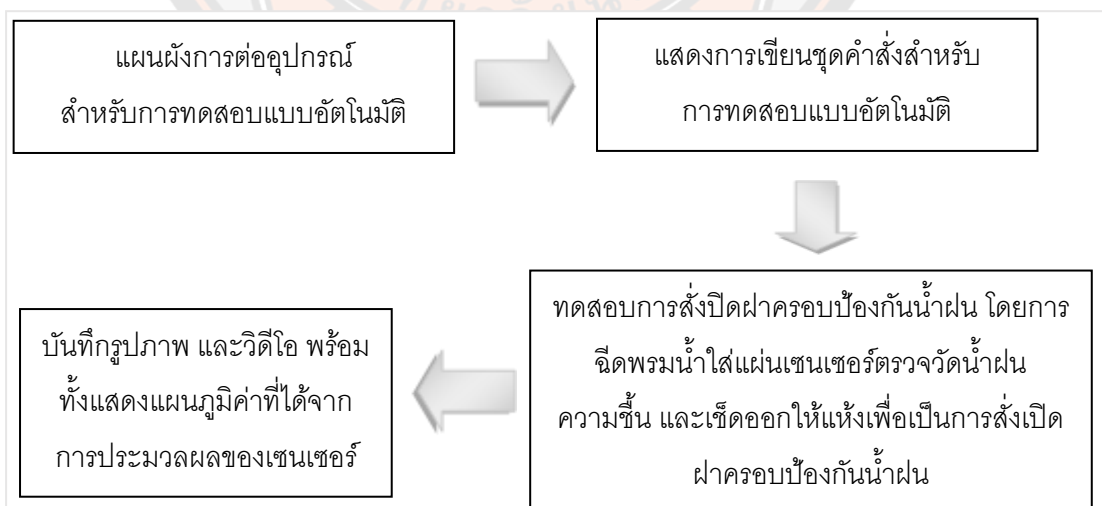 แผนผังการต่ออุปกรณ์
สำหรับการทดสอบแบบอัตโนมัติ
แสดงการเขียนชุดคำสั่งสำหรับ
การทดสอบแบบอัตโนมัติ
ทดสอบการสั่งปิดฝาครอบป้องกันน้ำฝน โดยการ
ฉีดพรมน้ำใส่แผ่นเซนเซอร์ตรวจวัดน้ำฝน
ความชื้น และเช็ดออกให้แห้งเพื่อเป็นการสั่งเปิด
ฝาครอบป้องกันน้ำฝน
บันทึกรูปภาพ และวิดีโอ พร้อม
ทั้งแสดงแผนภูมิค่าที่ได้จาก
การประมวลผลของเซนเซอร์